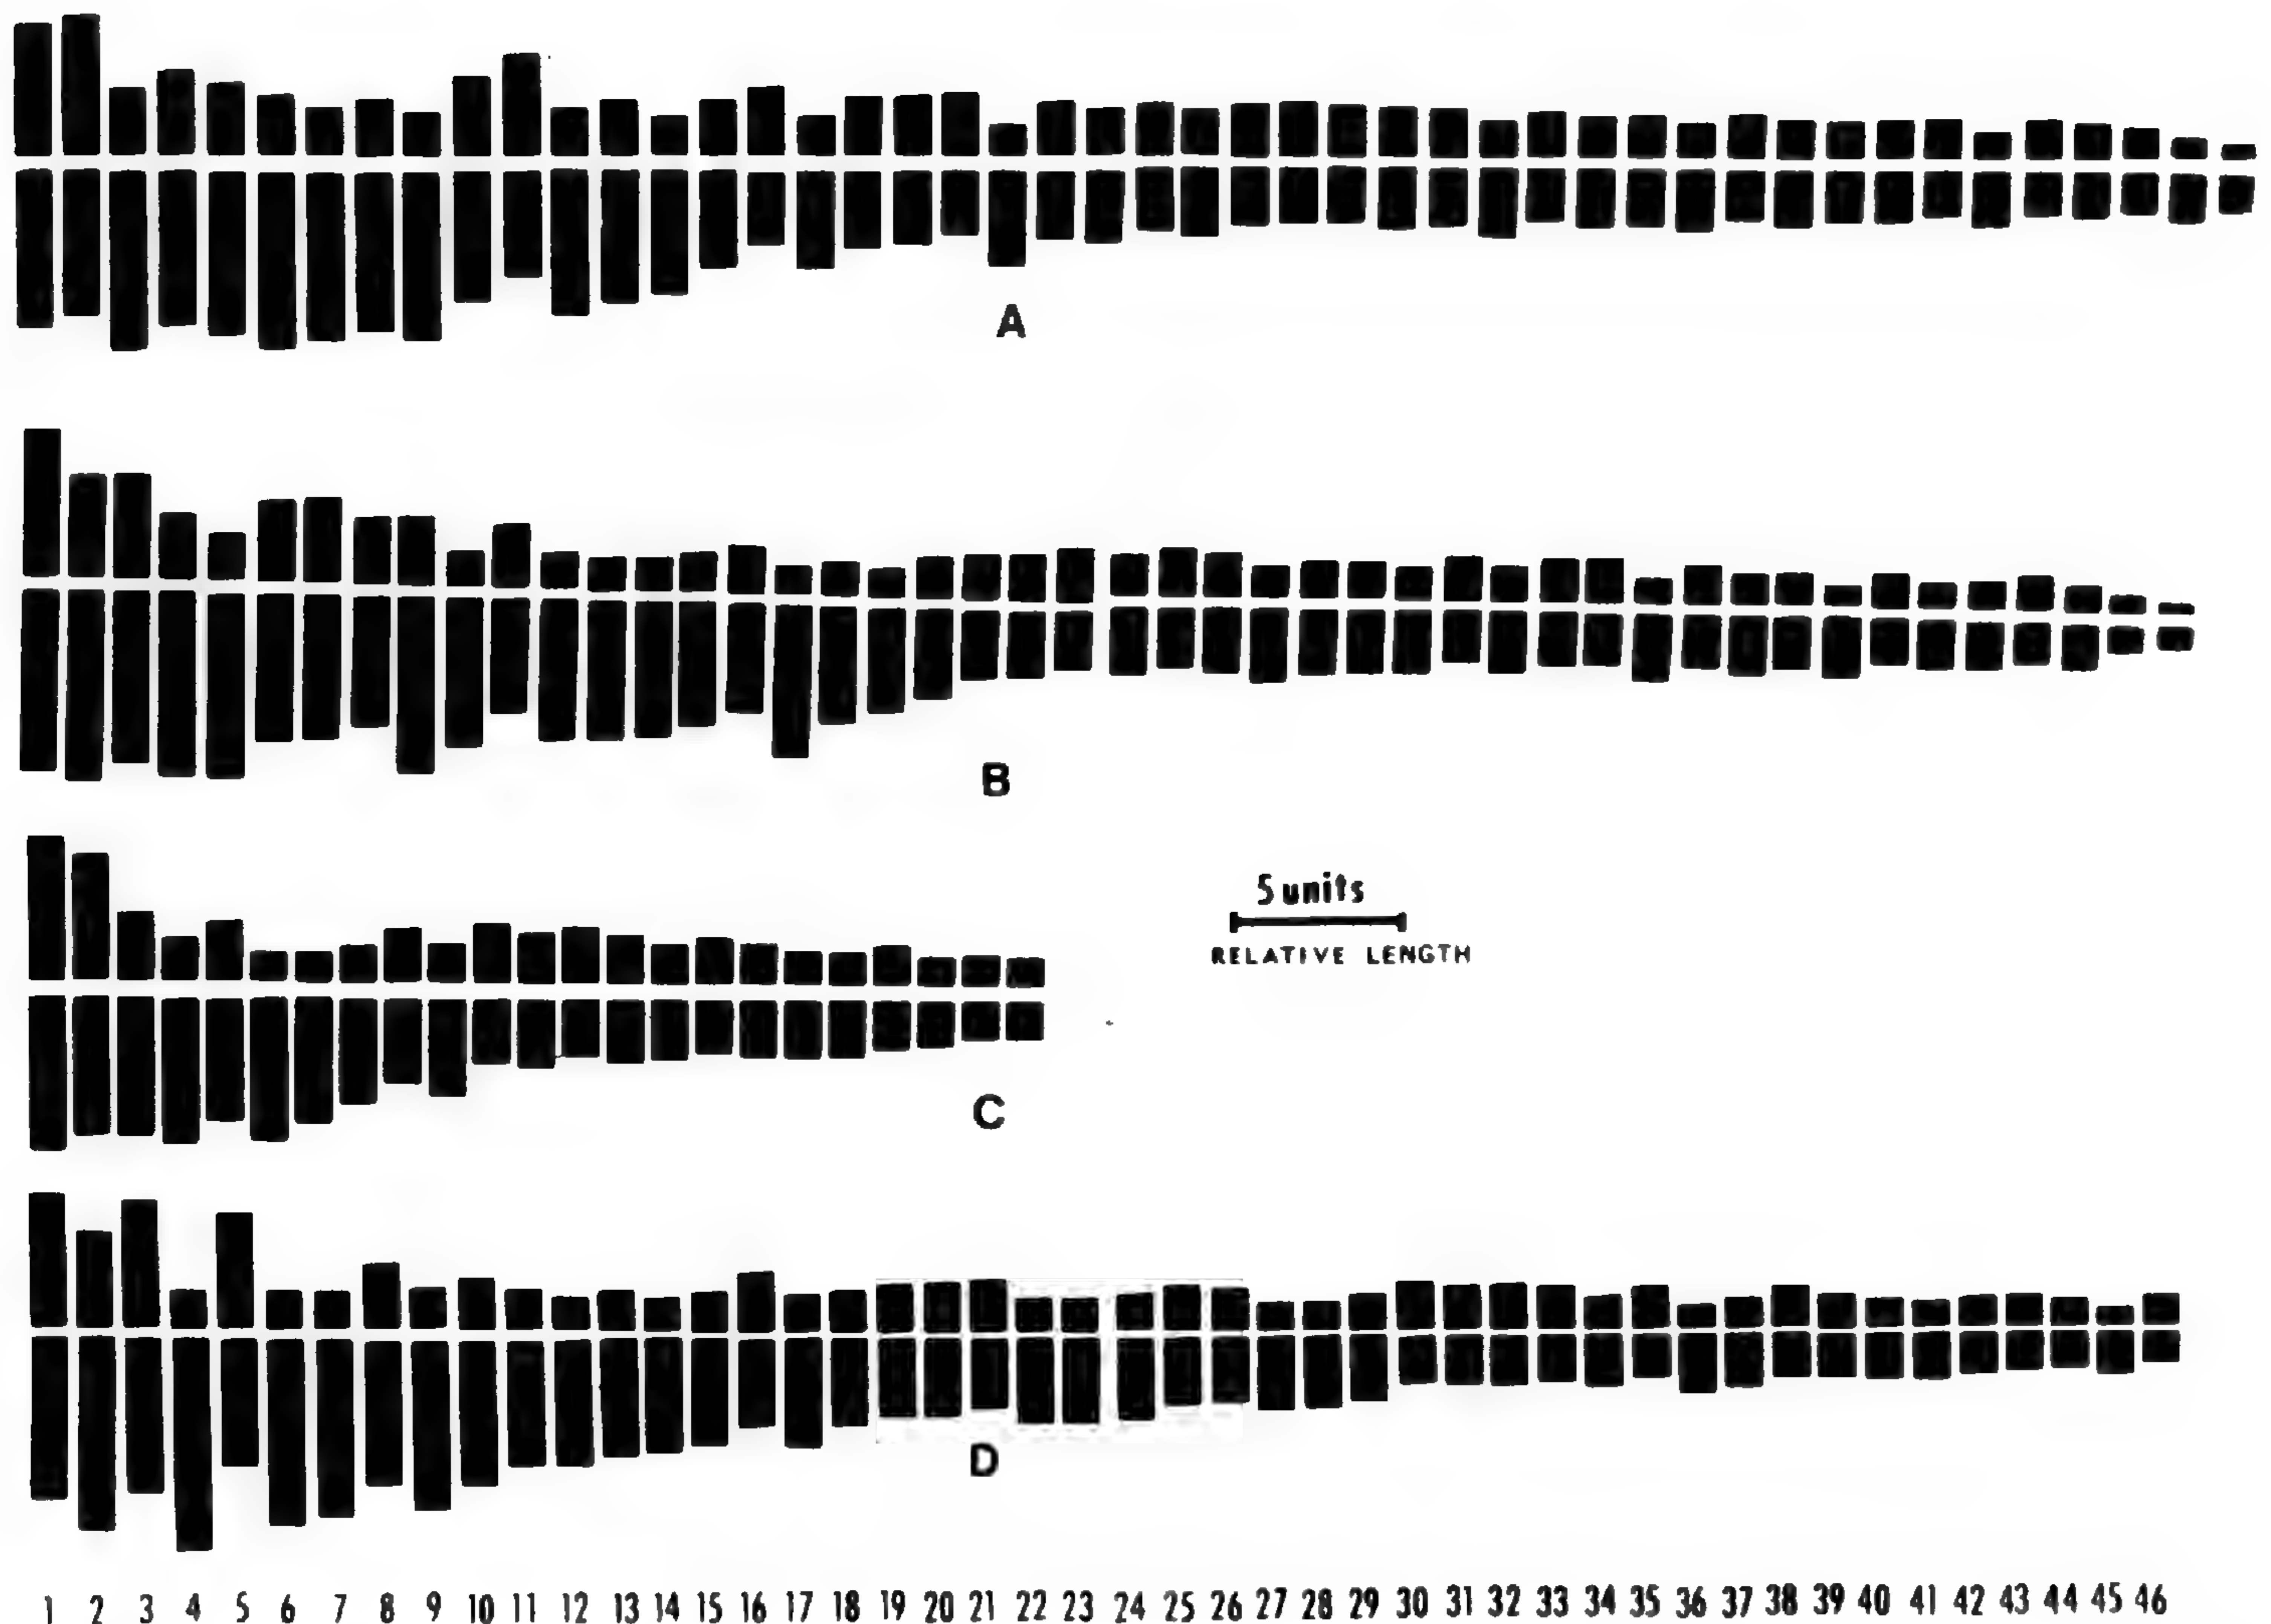 A
B
5 units
RELATIVE LENGTH
C
D
1 2 3 4 5 6 7 8 9 10 11 12 13 14 15 16 17 18 19 20 21 22 23 24 25 26 27 28 29 30 31 32 33 34 35 36 37 38 39 40 41 42 43 44 45 46